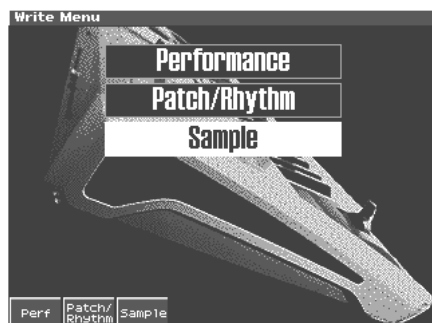 Write Menu
Performance
Patch/Rhythm
Sample
Perf
Patch/
Rhythm
Sample